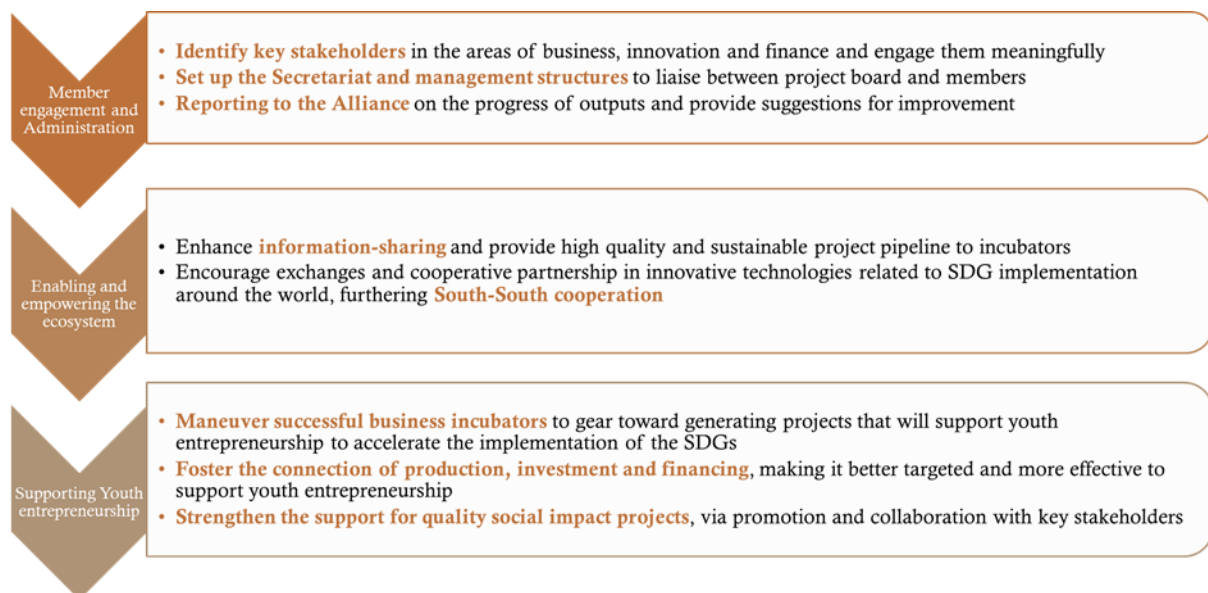 Member
engagement and
Administration
• Identify key stakeholders in the areas of business, innovation and finance and engage them meaningfully
• Set up the Secretariat and management structures to liaise between project board and members
• Reporting to the Alliance on the progress of outputs and provide suggestions for improvement
Enabling and
empowering the
ecosystem
• Enhance information-sharing and provide high quality and sustainable project pipeline to incubators
• Encourage exchanges and cooperative partnership in innovative technologies related to SDG implementation
around the world, furthering South-South cooperation
Supporting Youth
entrepreneurship
• Maneuver successful business incubators to gear toward generating projects that will support youth
entrepreneurship to accelerate the implementation of the SDGs
• Foster the connection of production, investment and financing, making it better targeted and more effective to
support youth entrepreneurship
• Strengthen the support for quality social impact projects, via promotion and collaboration with key stakeholders